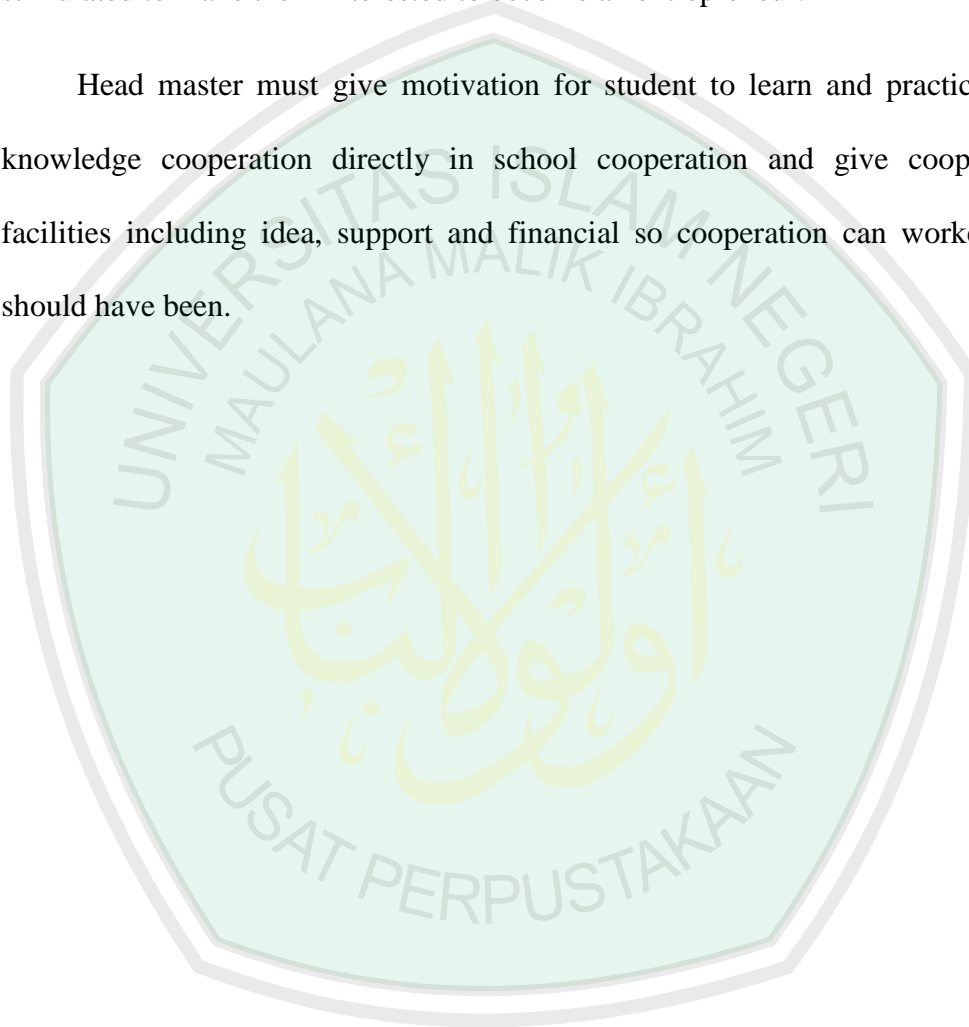 Head master must give motivation for student to learn and practic
knowledge cooperation directly in school cooperation and give coop
facilities including idea, support and financial so cooperation can worke
should have been.
UNIVERSITAS ISLAM NEGERI
MAULANA MALIK IBRAHIM
PUSAT PERPUSTAKAAN